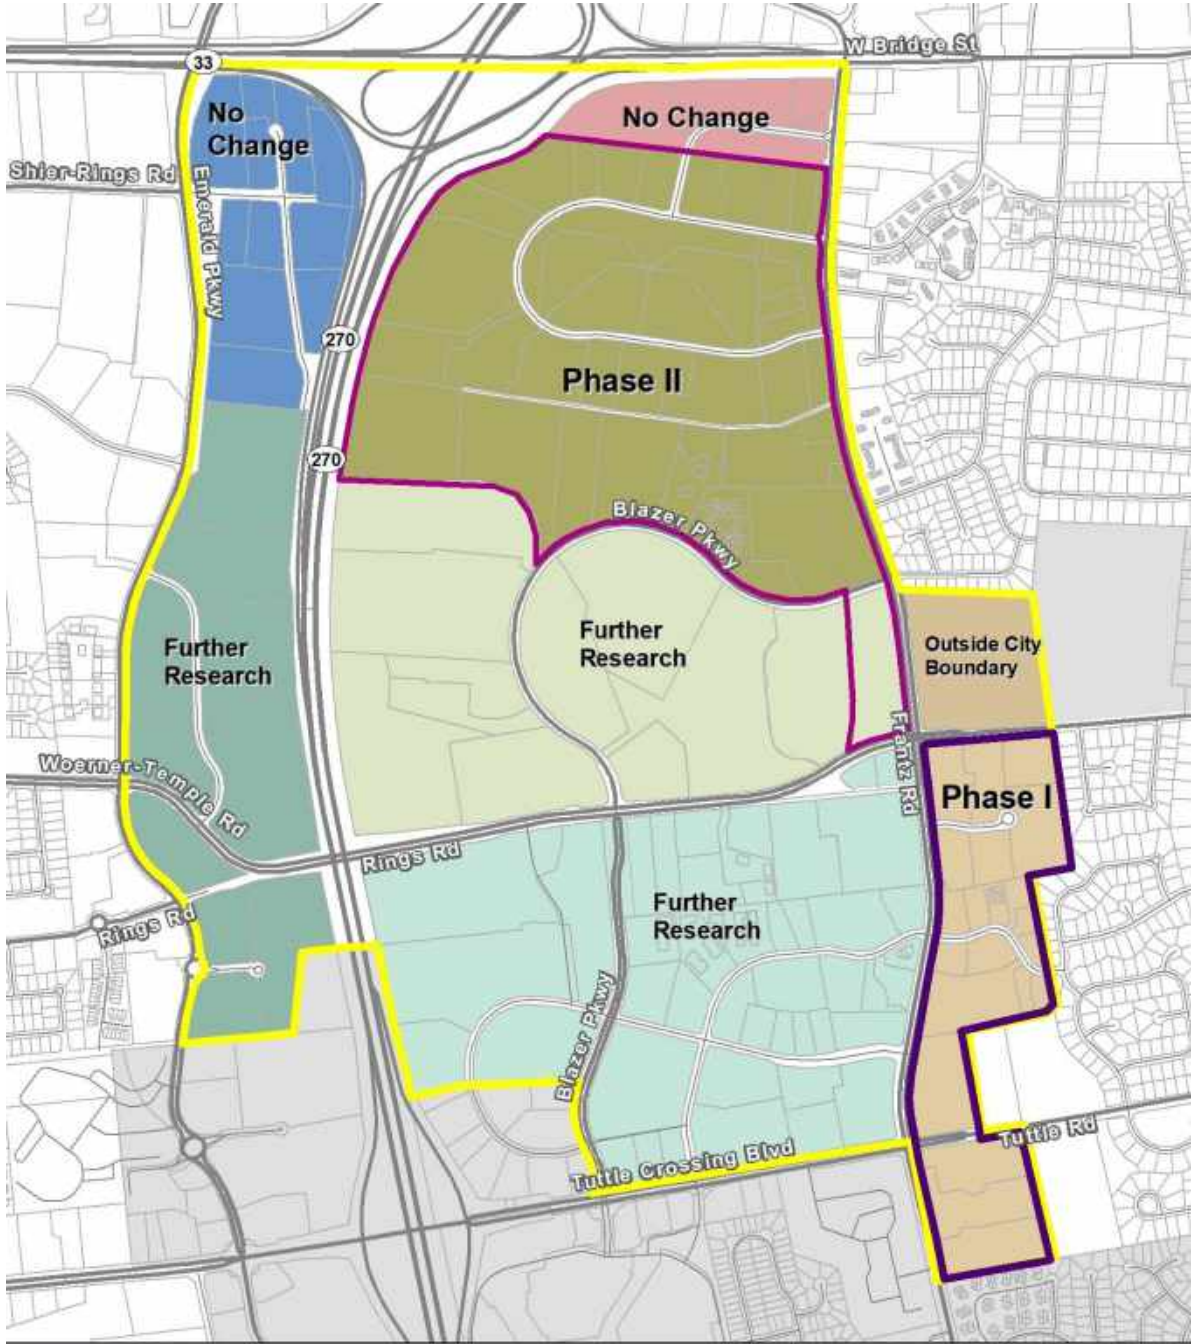 W Bridge St
33
No
Change
No Change
Shier-Rings Rd
Emerald Pkwy
270
Phase II
270
Blazer Pkwy
Further
Research
Further
Research
Outside City
Boundary
Frantz Rd
Woerner-Temple Rd
Phase I
Rings Rd
Further
Research
Rings Rd
Blazer Pkwy
Tuttle Rd
Tuttle Crossing Blvd